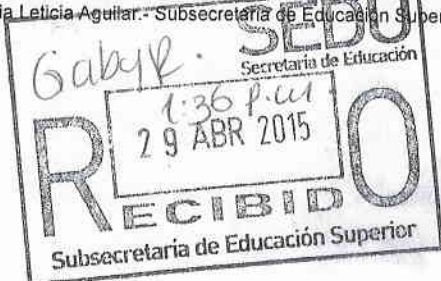 ia Leticia Aguilar.- Subsecretaria de Educación Super
SEDU
Secretaría de Educación
GabyR.
1:36 p.m
29 ABR 2015
RECIBIDO
Subsecretaria de Educación Superior